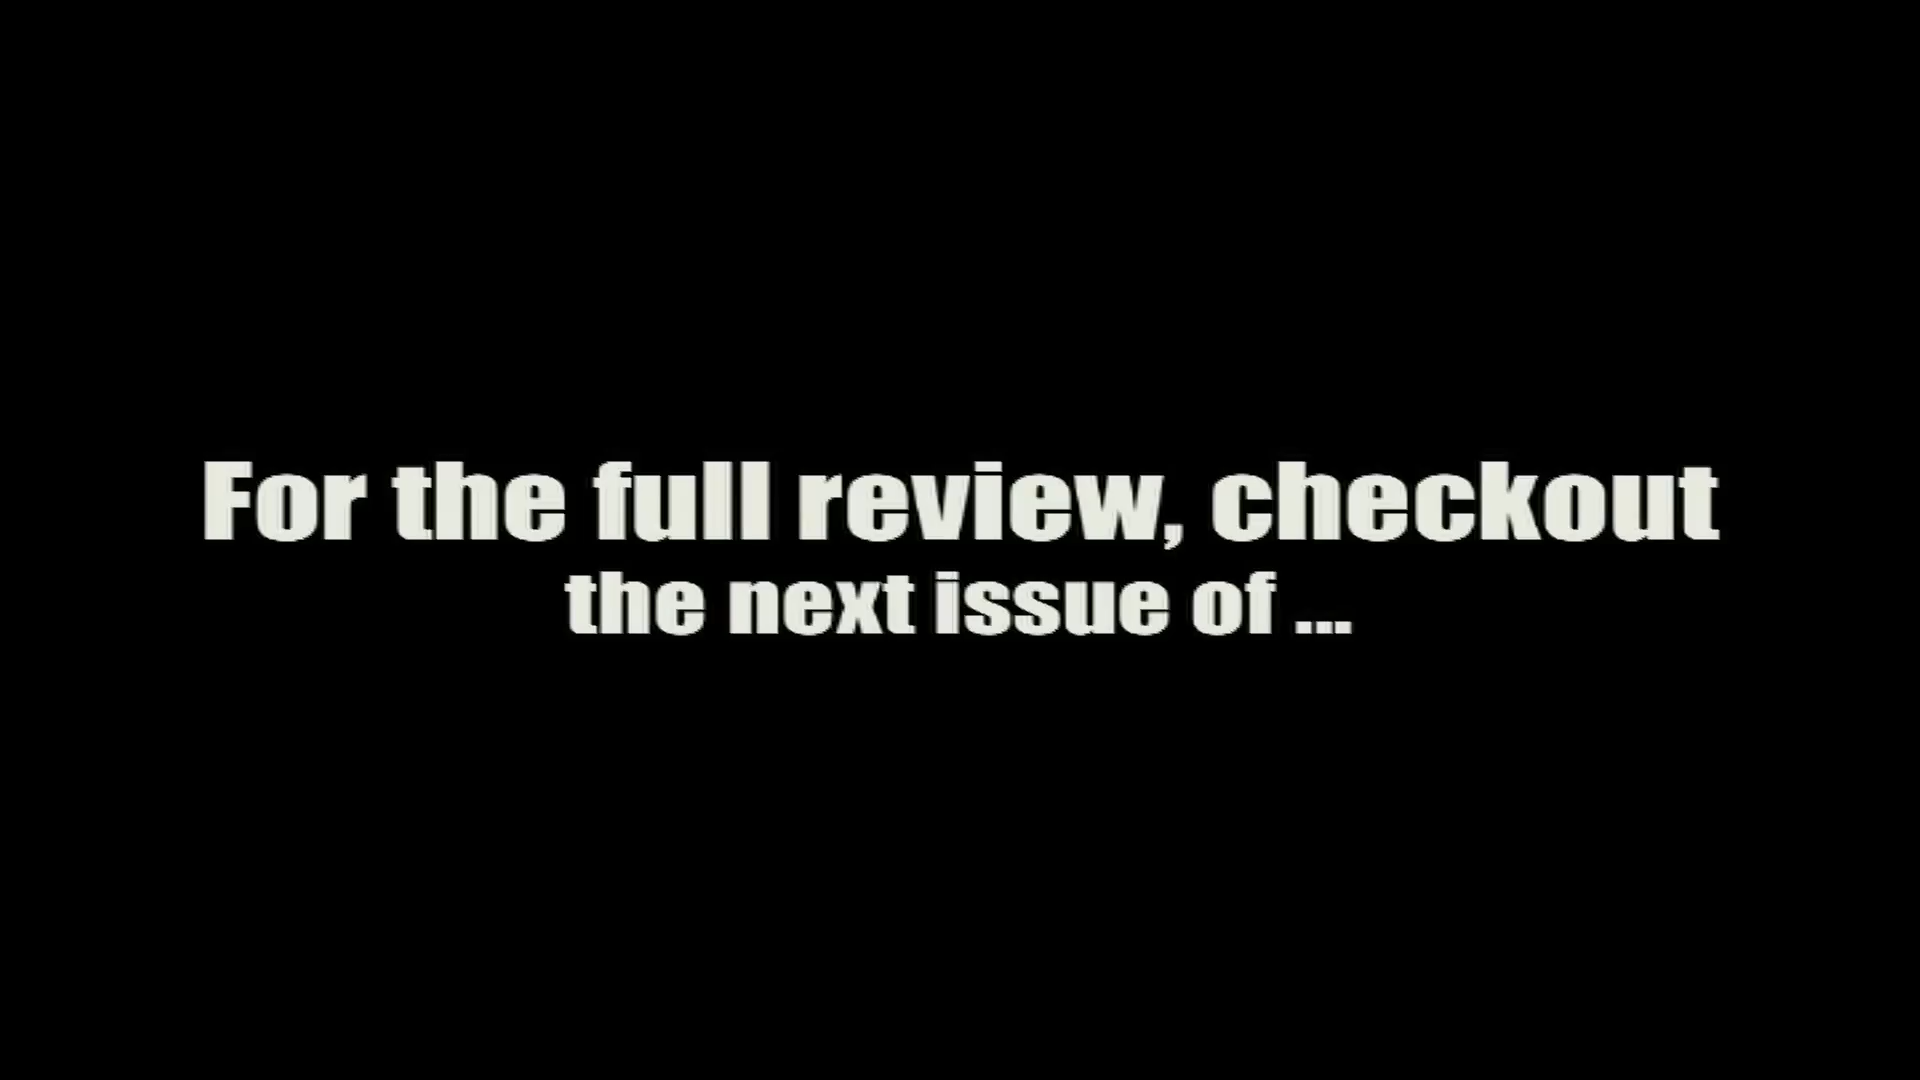 For the full review, checkout
the next issue of ...